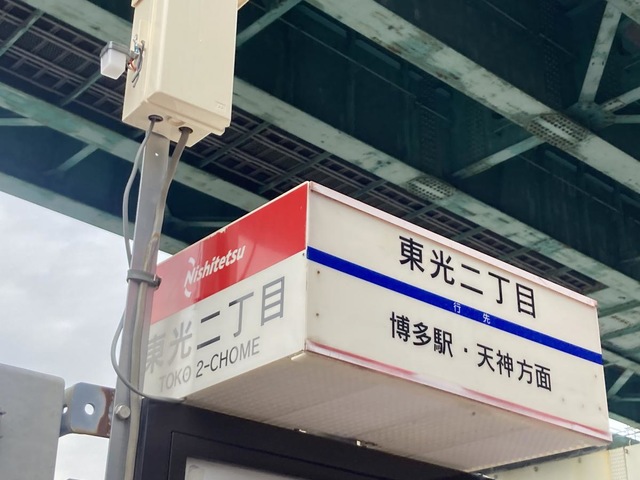 Nishitetsu
東光二丁目
TOKO 2-CHOME
東光二丁目
行先
博多駅・天神方面